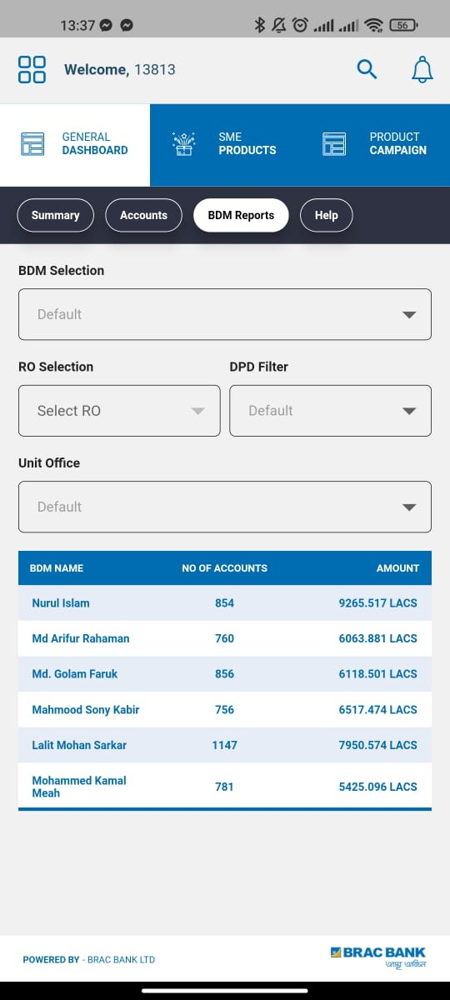 13:37
56
Welcome, 13813
GENERAL
DASHBOARD
SME
PRODUCTS
PRODUCT
CAMPAIGN
Summary Accounts BDM Reports Help
BDM Selection
Default
RO Selection DPD Filter
Select RO Default
Unit Office
Default
BDM NAME NO OF ACCOUNTS AMOUNT
Nurul Islam 854 9265.517 LACS
Md Arifur Rahaman 760 6063.881 LACS
Md. Golam Faruk 856 6118.501 LACS
Mahmood Sony Kabir 756 6517.474 LACS
Lalit Mohan Sarkar 1147 7950.574 LACS
Mohammed Kamal
Meah 781 5425.096 LACS
POWERED BY - BRAC BANK LTD
BRAC BANK
আস্থা অবিচল